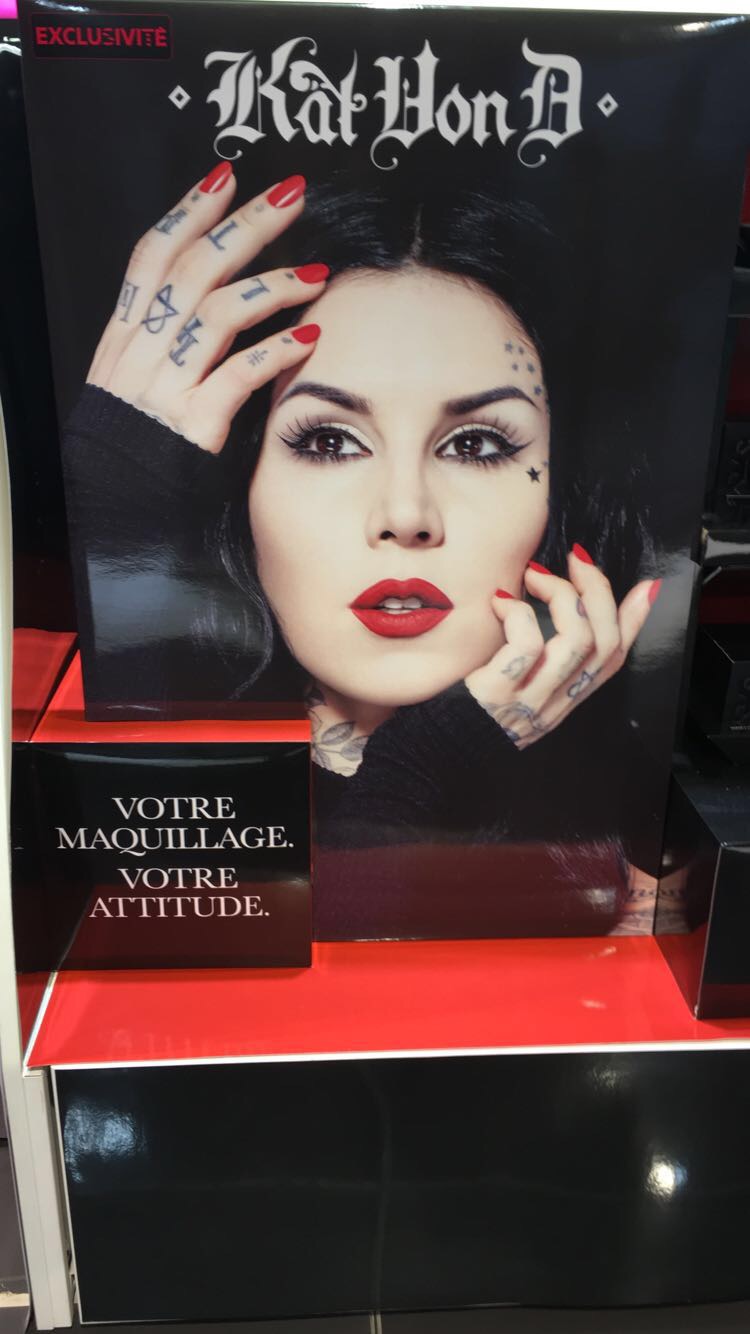 EXCLUSIVITÉ
Kat Von D
VOTRE
MAQUILLAGE.
VOTRE
ATTITUDE.